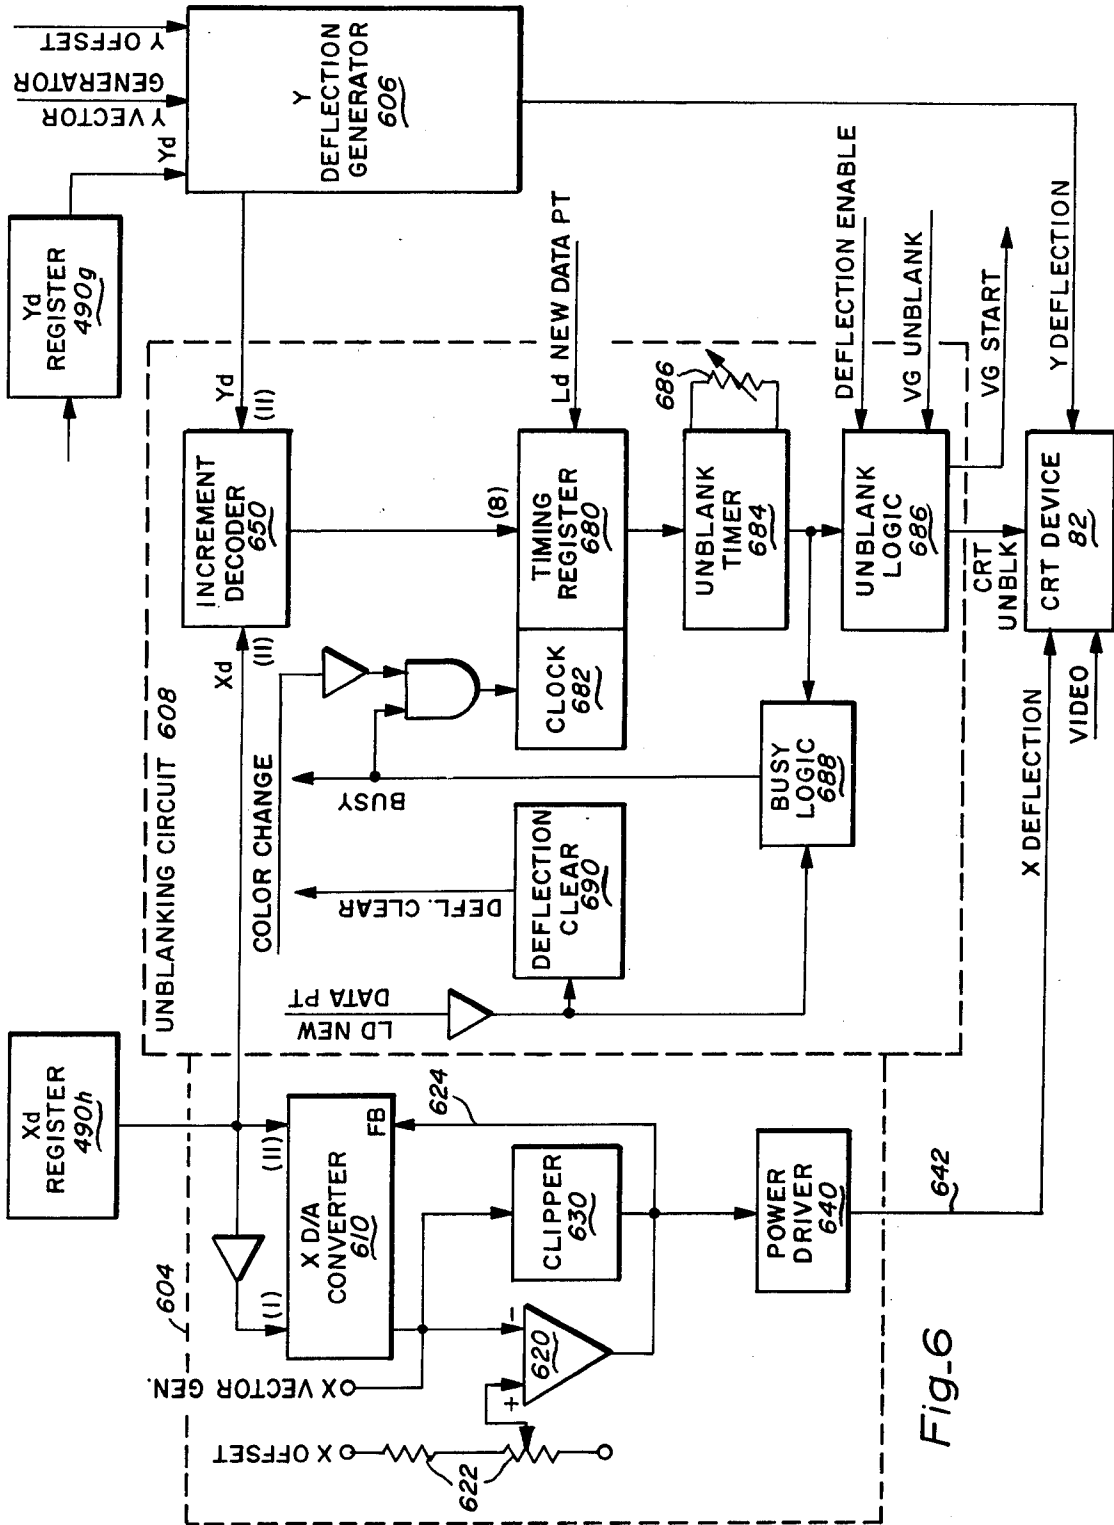 Xd
REGISTER
490h
604
(1)
(11)
X D/A
CONVERTER
610
FB
X VECTOR GEN.
X OFFSET
622
+
-
620
CLIPPER
630
624
POWER
DRIVER
640
642
Fig_6
UNBLANKING CIRCUIT 608
Xd
(11)
INCREMENT
DECODER
650
Yd
(11)
COLOR CHANGE
LD NEW
DATA PT
DEFL. CLEAR
BUSY
DEFLECTION
CLEAR
690
CLOCK
682
TIMING
REGISTER
680
(8)
Ld NEW DATA PT
UNBLANK
TIMER
684
686
BUSY
LOGIC
688
UNBLANK
LOGIC
686
DEFLECTION ENABLE
VG UNBLANK
VG START
CRT
UNBLK
X DEFLECTION
VIDEO
CRT DEVICE
82
Y DEFLECTION
Yd
REGISTER
490g
Yd
Y VECTOR
GENERATOR
Y OFFSET
Y
DEFLECTION
GENERATOR
606